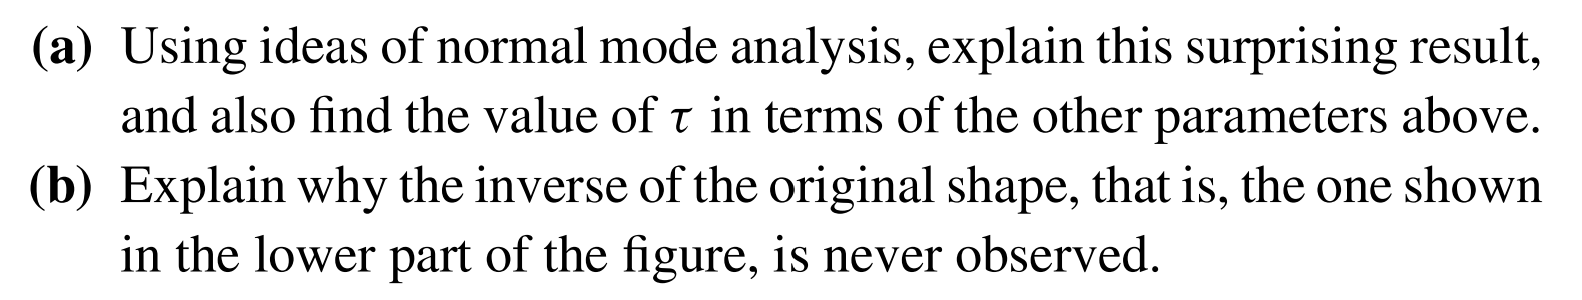 (a) Using ideas of normal mode analysis, explain this surprising result,
and also find the value of τ in terms of the other parameters above.
(b) Explain why the inverse of the original shape, that is, the one shown
in the lower part of the figure, is never observed.